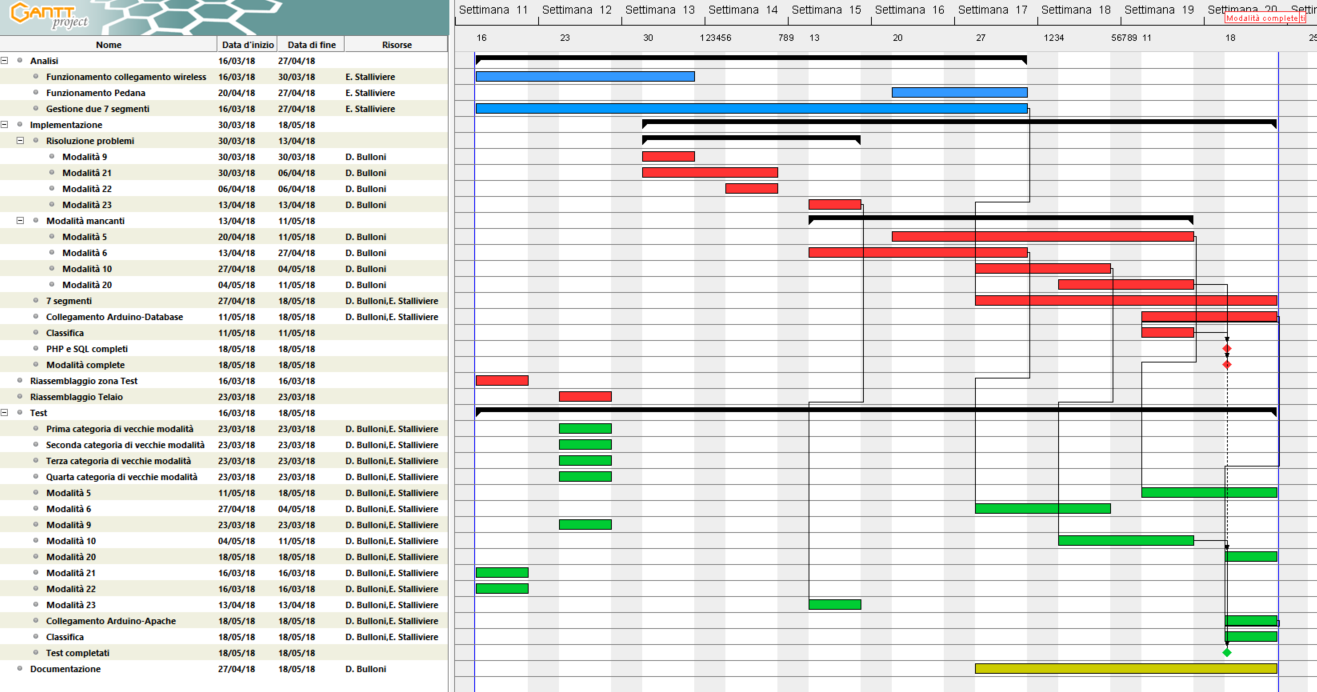 GANTT project
Settimana 11 Settimana 12 Settimana 13 Settimana 14 Settimana 15 Settimana 16 Settimana 17 Settimana 18 Settimana 19 Settimana 20
Modalità complete
Nome Data d'inizio Data di fine Risorse
16 23 30 123456 789 13 20 27 1234 56789 11 18 25
Analisi 16/03/18 27/04/18
Funzionamento collegamento wireless 16/03/18 30/03/18 E. Stalliviere
Funzionamento Pedana 20/04/18 27/04/18 E. Stalliviere
Gestione due 7 segmenti 16/03/18 27/04/18 E. Stalliviere
Implementazione 30/03/18 18/05/18
Risoluzione problemi 30/03/18 13/04/18
Modalità 9 30/03/18 30/03/18 D. Bulloni
Modalità 21 30/03/18 06/04/18 D. Bulloni
Modalità 22 06/04/18 06/04/18 D. Bulloni
Modalità 23 13/04/18 13/04/18 D. Bulloni
Modalità mancanti 13/04/18 11/05/18
Modalità 5 20/04/18 11/05/18 D. Bulloni
Modalità 6 13/04/18 27/04/18 D. Bulloni
Modalità 10 27/04/18 04/05/18 D. Bulloni
Modalità 20 04/05/18 11/05/18 D. Bulloni
7 segmenti 27/04/18 18/05/18 D. Bulloni,E. Stalliviere
Collegamento Arduino-Database 11/05/18 18/05/18 D. Bulloni,E. Stalliviere
Classifica 11/05/18 11/05/18
PHP e SQL completi 18/05/18 18/05/18
Modalità complete 18/05/18 18/05/18
Riassemblaggio zona Test 16/03/18 16/03/18
Riassemblaggio Telaio 23/03/18 23/03/18
Test 16/03/18 18/05/18
Prima categoria di vecchie modalità 23/03/18 23/03/18 D. Bulloni,E. Stalliviere
Seconda categoria di vecchie modalità 23/03/18 23/03/18 D. Bulloni,E. Stalliviere
Terza categoria di vecchie modalità 23/03/18 23/03/18 D. Bulloni,E. Stalliviere
Quarta categoria di vecchie modalità 23/03/18 23/03/18 D. Bulloni,E. Stalliviere
Modalità 5 11/05/18 18/05/18 D. Bulloni,E. Stalliviere
Modalità 6 27/04/18 04/05/18 D. Bulloni,E. Stalliviere
Modalità 9 23/03/18 23/03/18 D. Bulloni,E. Stalliviere
Modalità 10 04/05/18 11/05/18 D. Bulloni,E. Stalliviere
Modalità 20 18/05/18 18/05/18 D. Bulloni,E. Stalliviere
Modalità 21 16/03/18 16/03/18 D. Bulloni,E. Stalliviere
Modalità 22 16/03/18 16/03/18 D. Bulloni,E. Stalliviere
Modalità 23 13/04/18 13/04/18 D. Bulloni,E. Stalliviere
Collegamento Arduino-Apache 18/05/18 18/05/18 D. Bulloni,E. Stalliviere
Classifica 18/05/18 18/05/18 D. Bulloni,E. Stalliviere
Test completati 18/05/18 18/05/18 D. Bulloni,E. Stalliviere
Documentazione 27/04/18 18/05/18 D. Bulloni